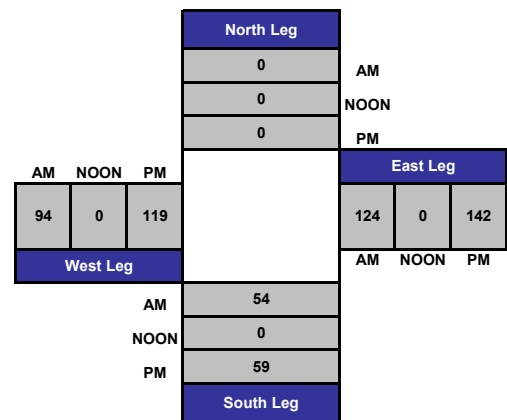 North Leg
0
AM
0
NOON
0
PM
AM NOON PM
East Leg
94 0 119
124 0 142
West Leg
AM NOON PM
AM
54
NOON
0
PM
59
South Leg